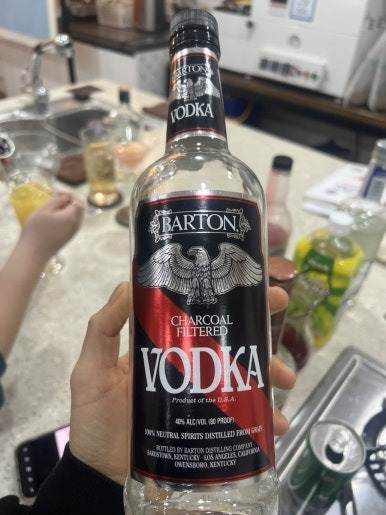 BARTON
VODKA
BARTON
CHARCOAL
FILTERED
VODKA
Product of the U.S.A.
40% ALC/VOL (80 PROOF)
100% NEUTRAL SPIRITS DISTILLED FROM GRAIN
BOTTLED BY BARTON DISTILLING COMPANY
BARDSTOWN, KENTUCKY LOS ANGELES, CALIFORNIA
OWENSBORO, KENTUCKY